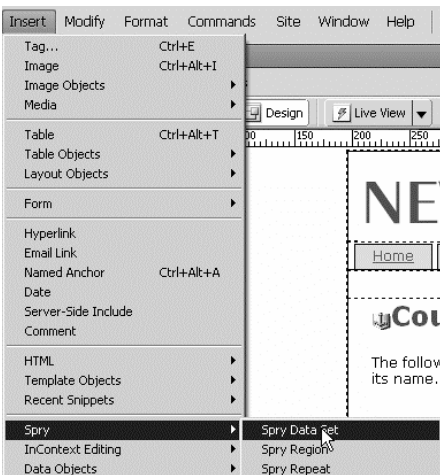 Insert Modify Format Commands Site Window Help
Tag... Ctrl+E
Image Ctrl+Alt+I
Image Objects
Media
Design Live View
Table Ctrl+Alt+T
150 200 250
Table Objects
Layout Objects
Form
NE
Hyperlink
Email Link
Home
Named Anchor Ctrl+Alt+A
Date
Server-Side Include
Cou
Comment
HTML
The follow
Template Objects
its name.
Recent Snippets
Spry Spry Data Set
InContext Editing Spry Region
Data Objects Spry Repeat